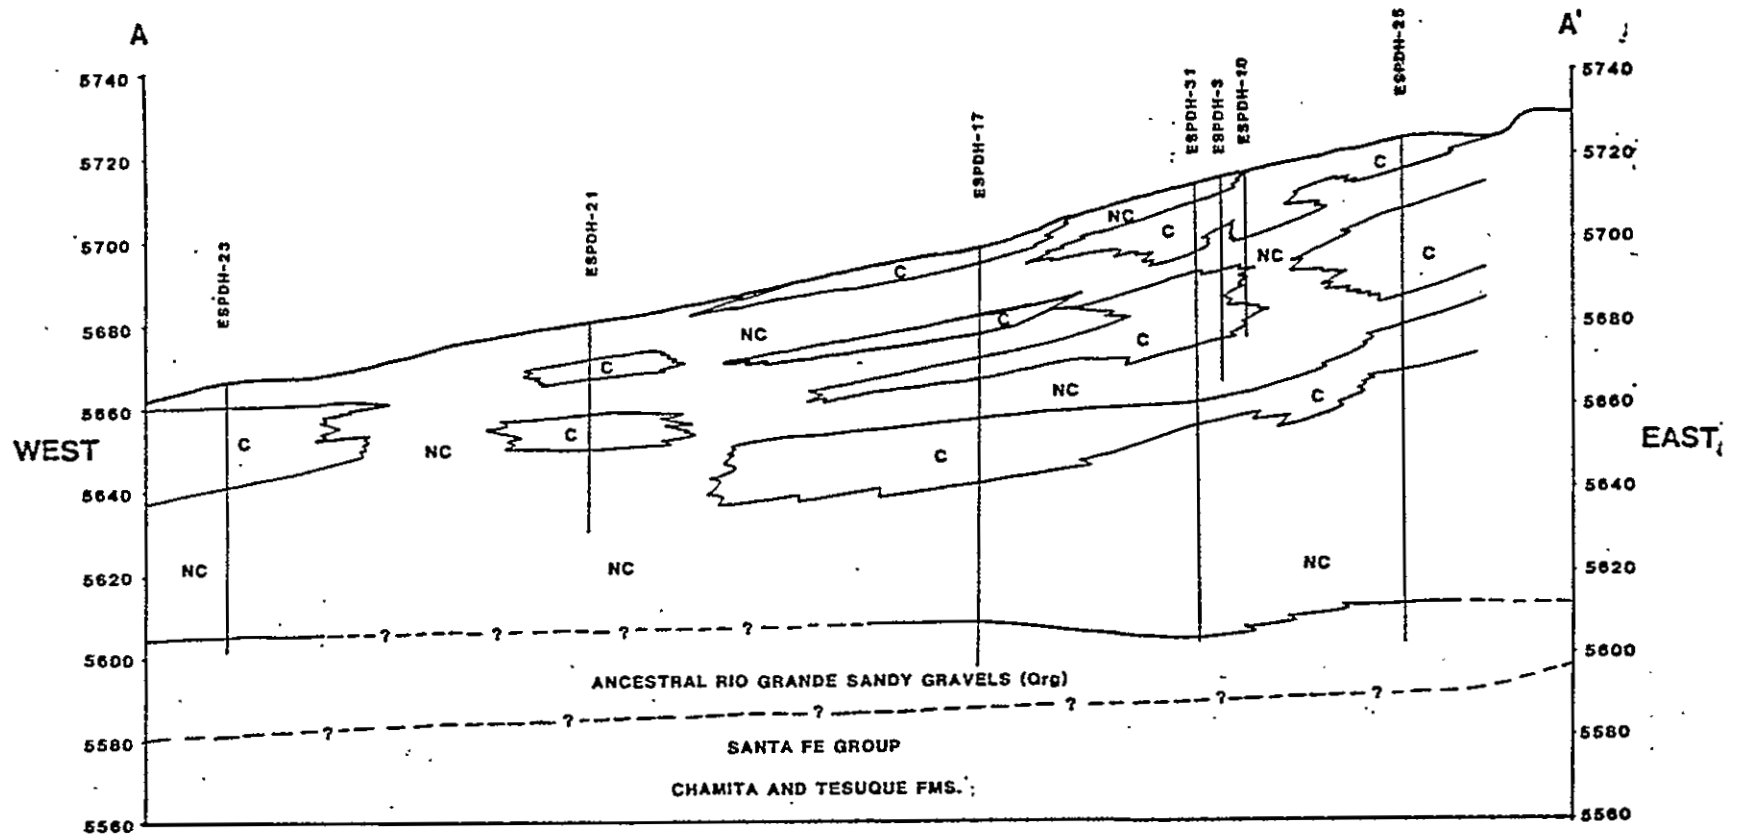 A
A'
ESPDH-23
ESPDH-21
ESPDH-17
ESPDH-31
ESPDH-3
ESPDH-10
ESPDH-25
5740
5720
5700
5680
5660
5640
5620
5600
5580
5560
5740
5720
5700
5680
5660
5640
5620
5600
5580
5560
WEST
EAST
C
NC
C
NC
C
C
NC
C
C
NC
C
C
NC
C
NC
C
C
C
NC
NC
NC
? ? ? ?
ANCESTRAL RIO GRANDE SANDY GRAVELS (Qrg)
? ? ? ? ? ?
SANTA FE GROUP
CHAMITA AND TESUQUE FMS.